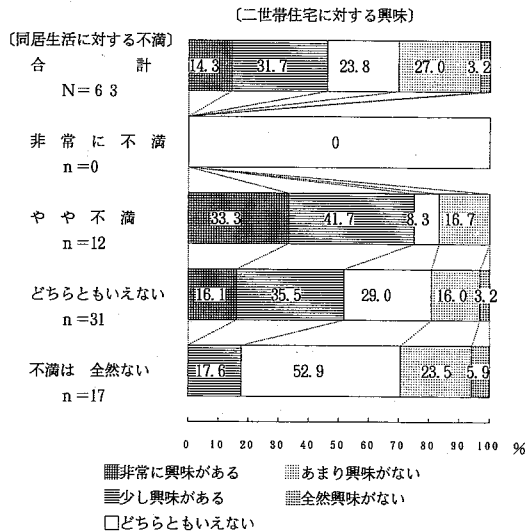 〔二世帯住宅に対する興味〕
〔同居生活に対する不満〕
合 計
N=63
14.3 31.7 23.8 27.0 3.2
非常に不満
n=0
0
やや不満
n=12
33.3 41.7 8.3 16.7
どちらともいえない
n=31
16.1 35.5 29.0 16.0 3.2
不満は 全然ない
n=17
17.6 52.9 23.5 5.9
0 10 20 30 40 50 60 70 80 90 100 %
非常に興味がある あまり興味がない
少し興味がある 全然興味がない
どちらともいえない